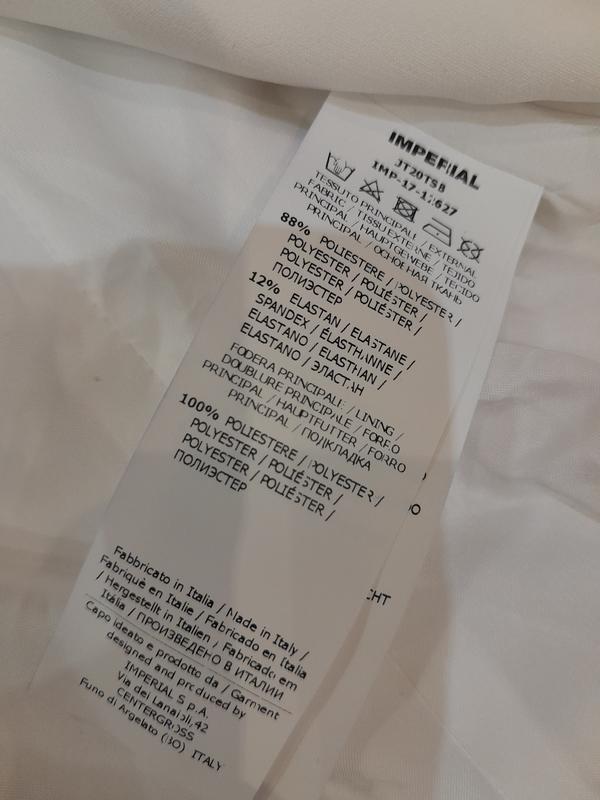 IMPERIAL
JT20TSB
IMP-17-1:627
TESSUTO PRINCIPALE / EXTERNAL
FABRIC / TISSU EXTERNE / TEJIDO
PRINCIPAL / HAUPTGEWEBE / TECIDO
PRINCIPAL / ОСНОВНАЯ ТКАНЬ
88% POLIESTERE / POLYESTER /
POLYESTER / POLIÉSTER /
POLYESTER / POLIÉSTER /
ПОЛИЭСТЕР
12% ELASTAN / ELASTANE /
SPANDEX / ÉLASTHANNE /
ELASTANO / ELASTHAN /
ELASTANO / ЭЛАСТАН
FODERA PRINCIPALE / LINING /
DOUBLURE PRINCIPALE / FORRO
PRINCIPAL / HAUPTFUTTER / FORRO
PRINCIPAL / ПОДКЛАДКА
100% POLIESTERE / POLYESTER /
POLYESTER / POLIÉSTER /
POLYESTER / POLIÉSTER /
ПОЛИЭСТЕР
Fabbricato in Italia / Made in Italy /
Fabriqué en Italie / Fabricado en Italia
/ Hergestellt in Italien / Fabricado em
Itália / ПРОИЗВЕДЕНО В ИТАЛИИ
Capo ideato e prodotto da / Garment
designed and produced by
IMPERIAL S.p.A.
Via dei Lanaioli,42
CENTERGROSS
Funo di Argelato (BO) ITALY